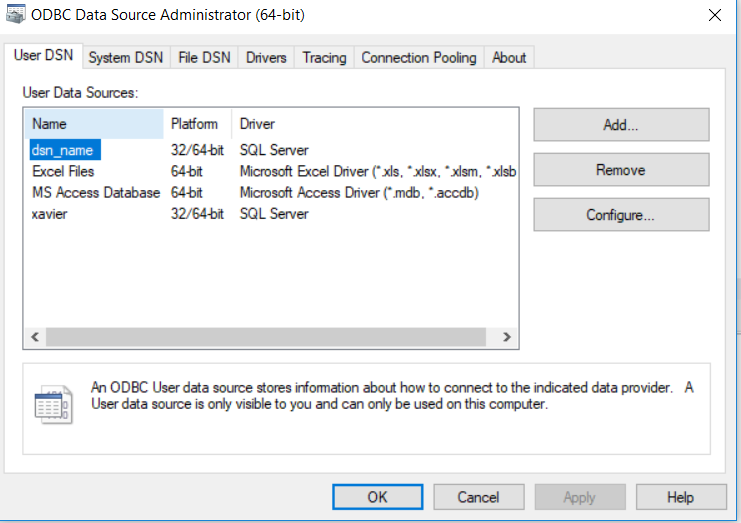 ODBC Data Source Administrator (64-bit)
User DSN System DSN File DSN Drivers Tracing Connection Pooling About
User Data Sources:
Name Platform Driver
dsn_name 32/64-bit SQL Server
Excel Files 64-bit Microsoft Excel Driver (*.xls, *.xlsx, *.xlsm, *.xlsb
MS Access Database 64-bit Microsoft Access Driver (*.mdb, *.accdb)
xavier 32/64-bit SQL Server
Add...
Remove
Configure...
An ODBC User data source stores information about how to connect to the indicated data provider. A
User data source is only visible to you and can only be used on this computer.
OK Cancel Apply Help